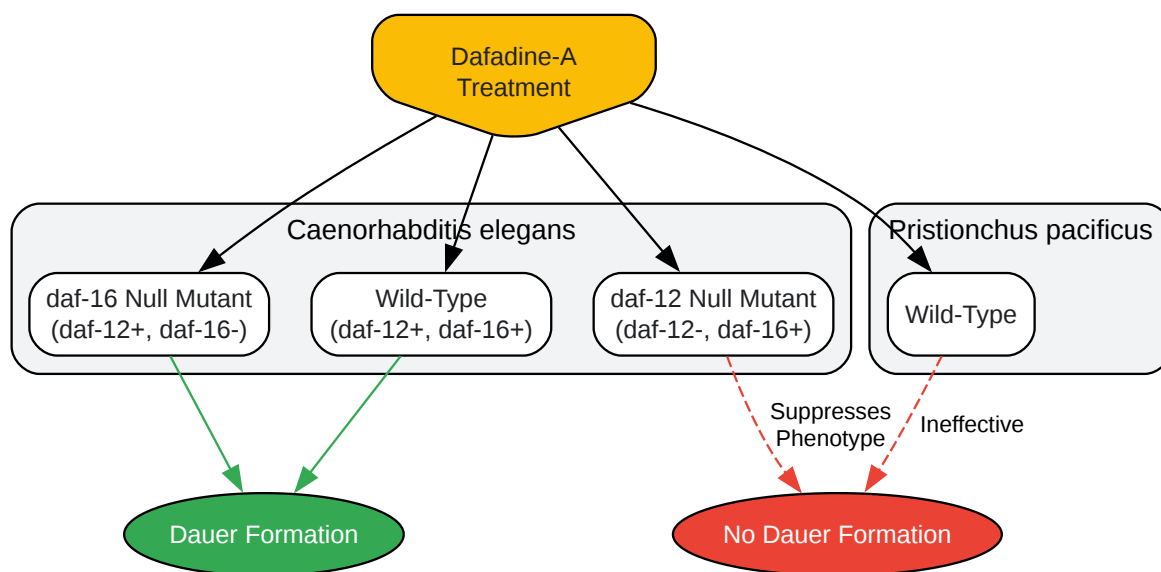 Dafadine-A
Treatment
Caenorhabditis elegans
Pristionchus pacificus
daf-16 Null Mutant
(daf-12+, daf-16-)
Wild-Type
(daf-12+, daf-16+)
daf-12 Null Mutant
(daf-12-, daf-16+)
Wild-Type
Suppresses
Phenotype
Ineffective
Dauer Formation
No Dauer Formation